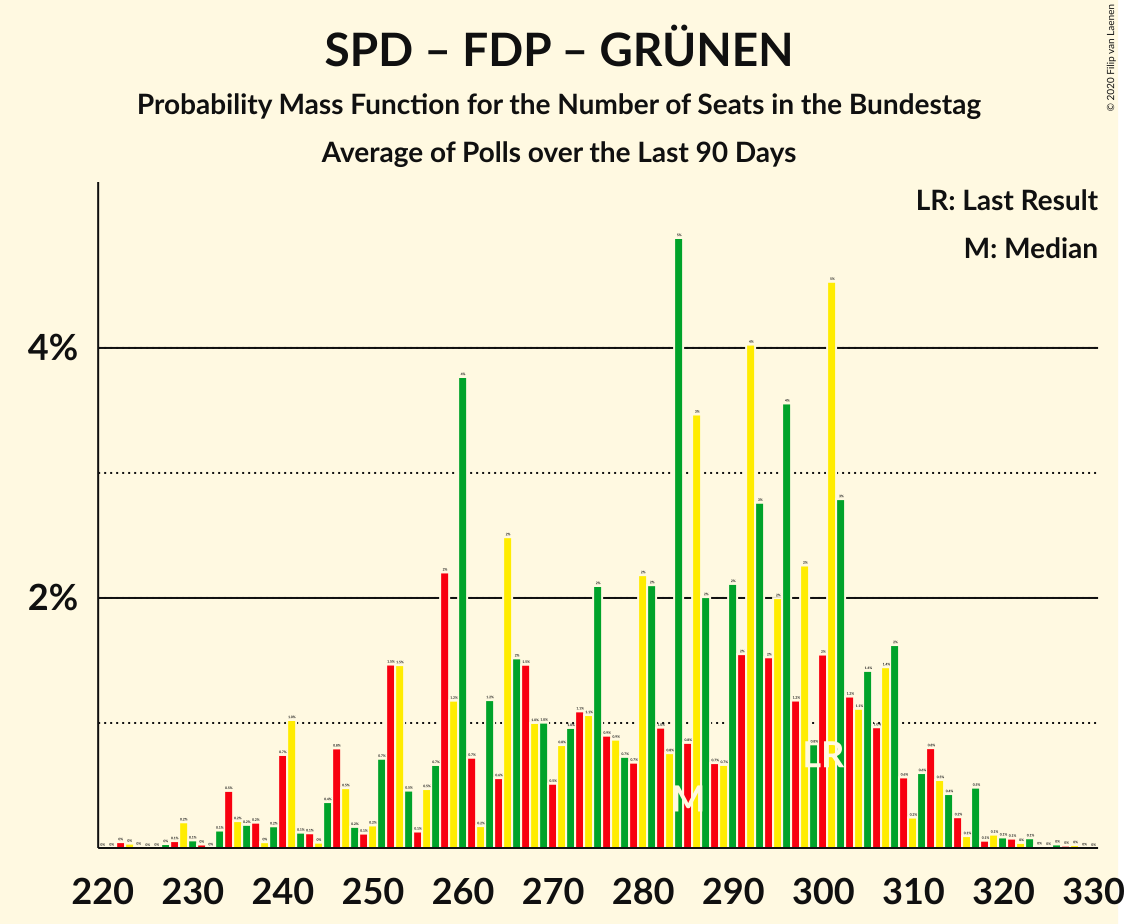 SPD – FDP – GRÜNEN
Probability Mass Function for the Number of Seats in the Bundestag
Average of Polls over the Last 90 Days
© 2020 Filip van Laenen
LR: Last Result
M: Median
4%
2%
LR
M
220 230 240 250 260 270 280 290 300 310 320 330